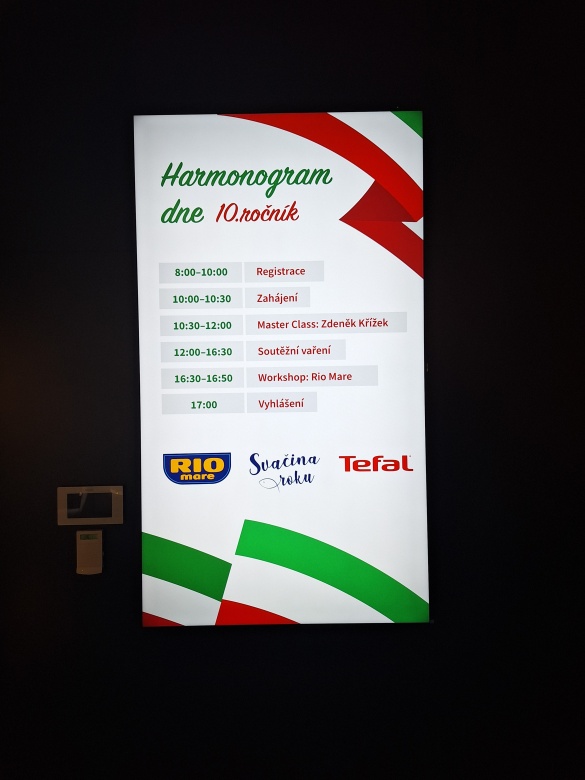 Harmonogram
dne 10.ročník
8:00–10:00 Registrace
10:00–10:30 Zahájení
10:30–12:00 Master Class: Zdeněk Křížek
12:00–16:30 Soutěžní vaření
16:30–16:50 Workshop: Rio Mare
17:00 Vyhlášení
RIO
mare
Svačina
roku
Tefal